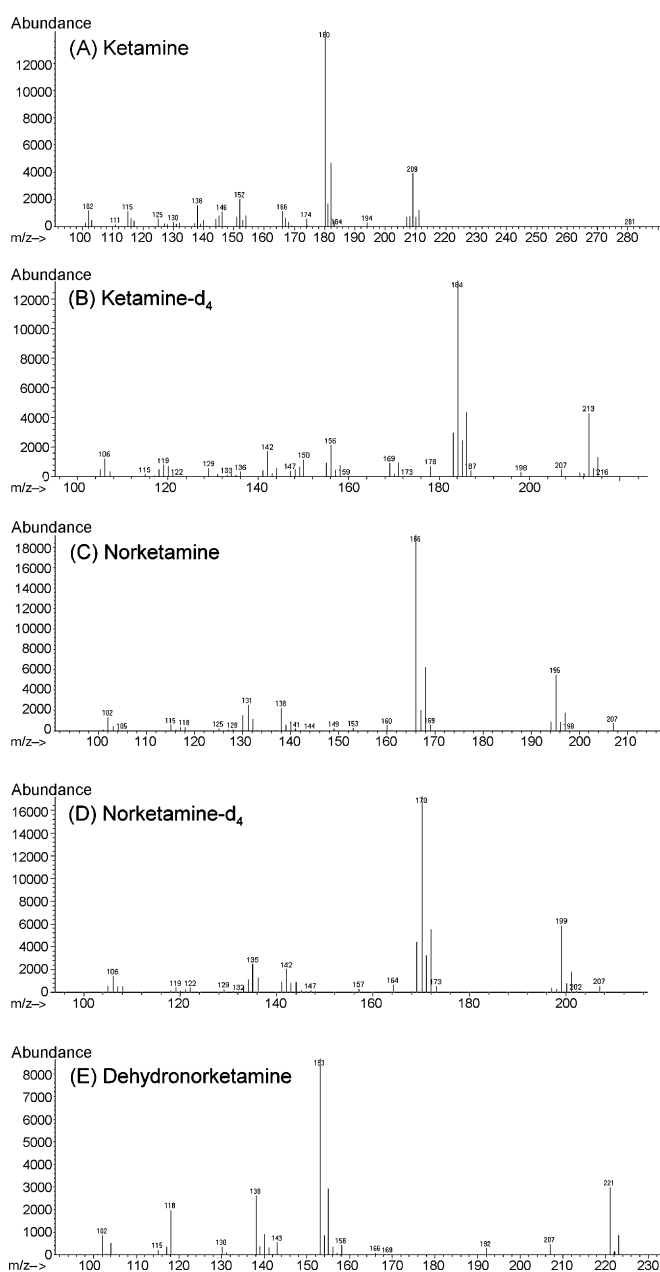 Abundance
(A) Ketamine
180
12000
10000
8000
6000
4000
209
2000
102 115 138 146 152 166
111 125 130 174 184 194 281
0
m/z--> 100 110 120 130 140 150 160 170 180 190 200 210 220 230 240 250 260 270 280
Abundance
(B) Ketamine-d4
184
12000
10000
8000
6000
4000
213
2000
106 119 142 150 156 169 178
115 122 129 133 136 147 159 173 187 198 207 216
0
m/z--> 100 120 140 160 180 200
Abundance
(C) Norketamine
166
18000
16000
14000
12000
10000
8000
6000
195
4000
2000
102 131 138
105 115 118 125 128 141 144 149 153 160 169 198 207
0
m/z--> 100 110 120 130 140 150 160 170 180 190 200 210
Abundance
(D) Norketamine-d4
170
16000
14000
12000
10000
8000
6000
199
4000
2000
106 135 142
119 122 129 132 147 157 164 173 202 207
0
m/z--> 100 120 140 160 180 200
Abundance
(E) Dehydronorketamine
153
8000
7000
6000
5000
4000
3000
221
2000
118 138
1000
102 115 130 143 158 166 169 192 207
0
m/z--> 100 110 120 130 140 150 160 170 180 190 200 210 220 230